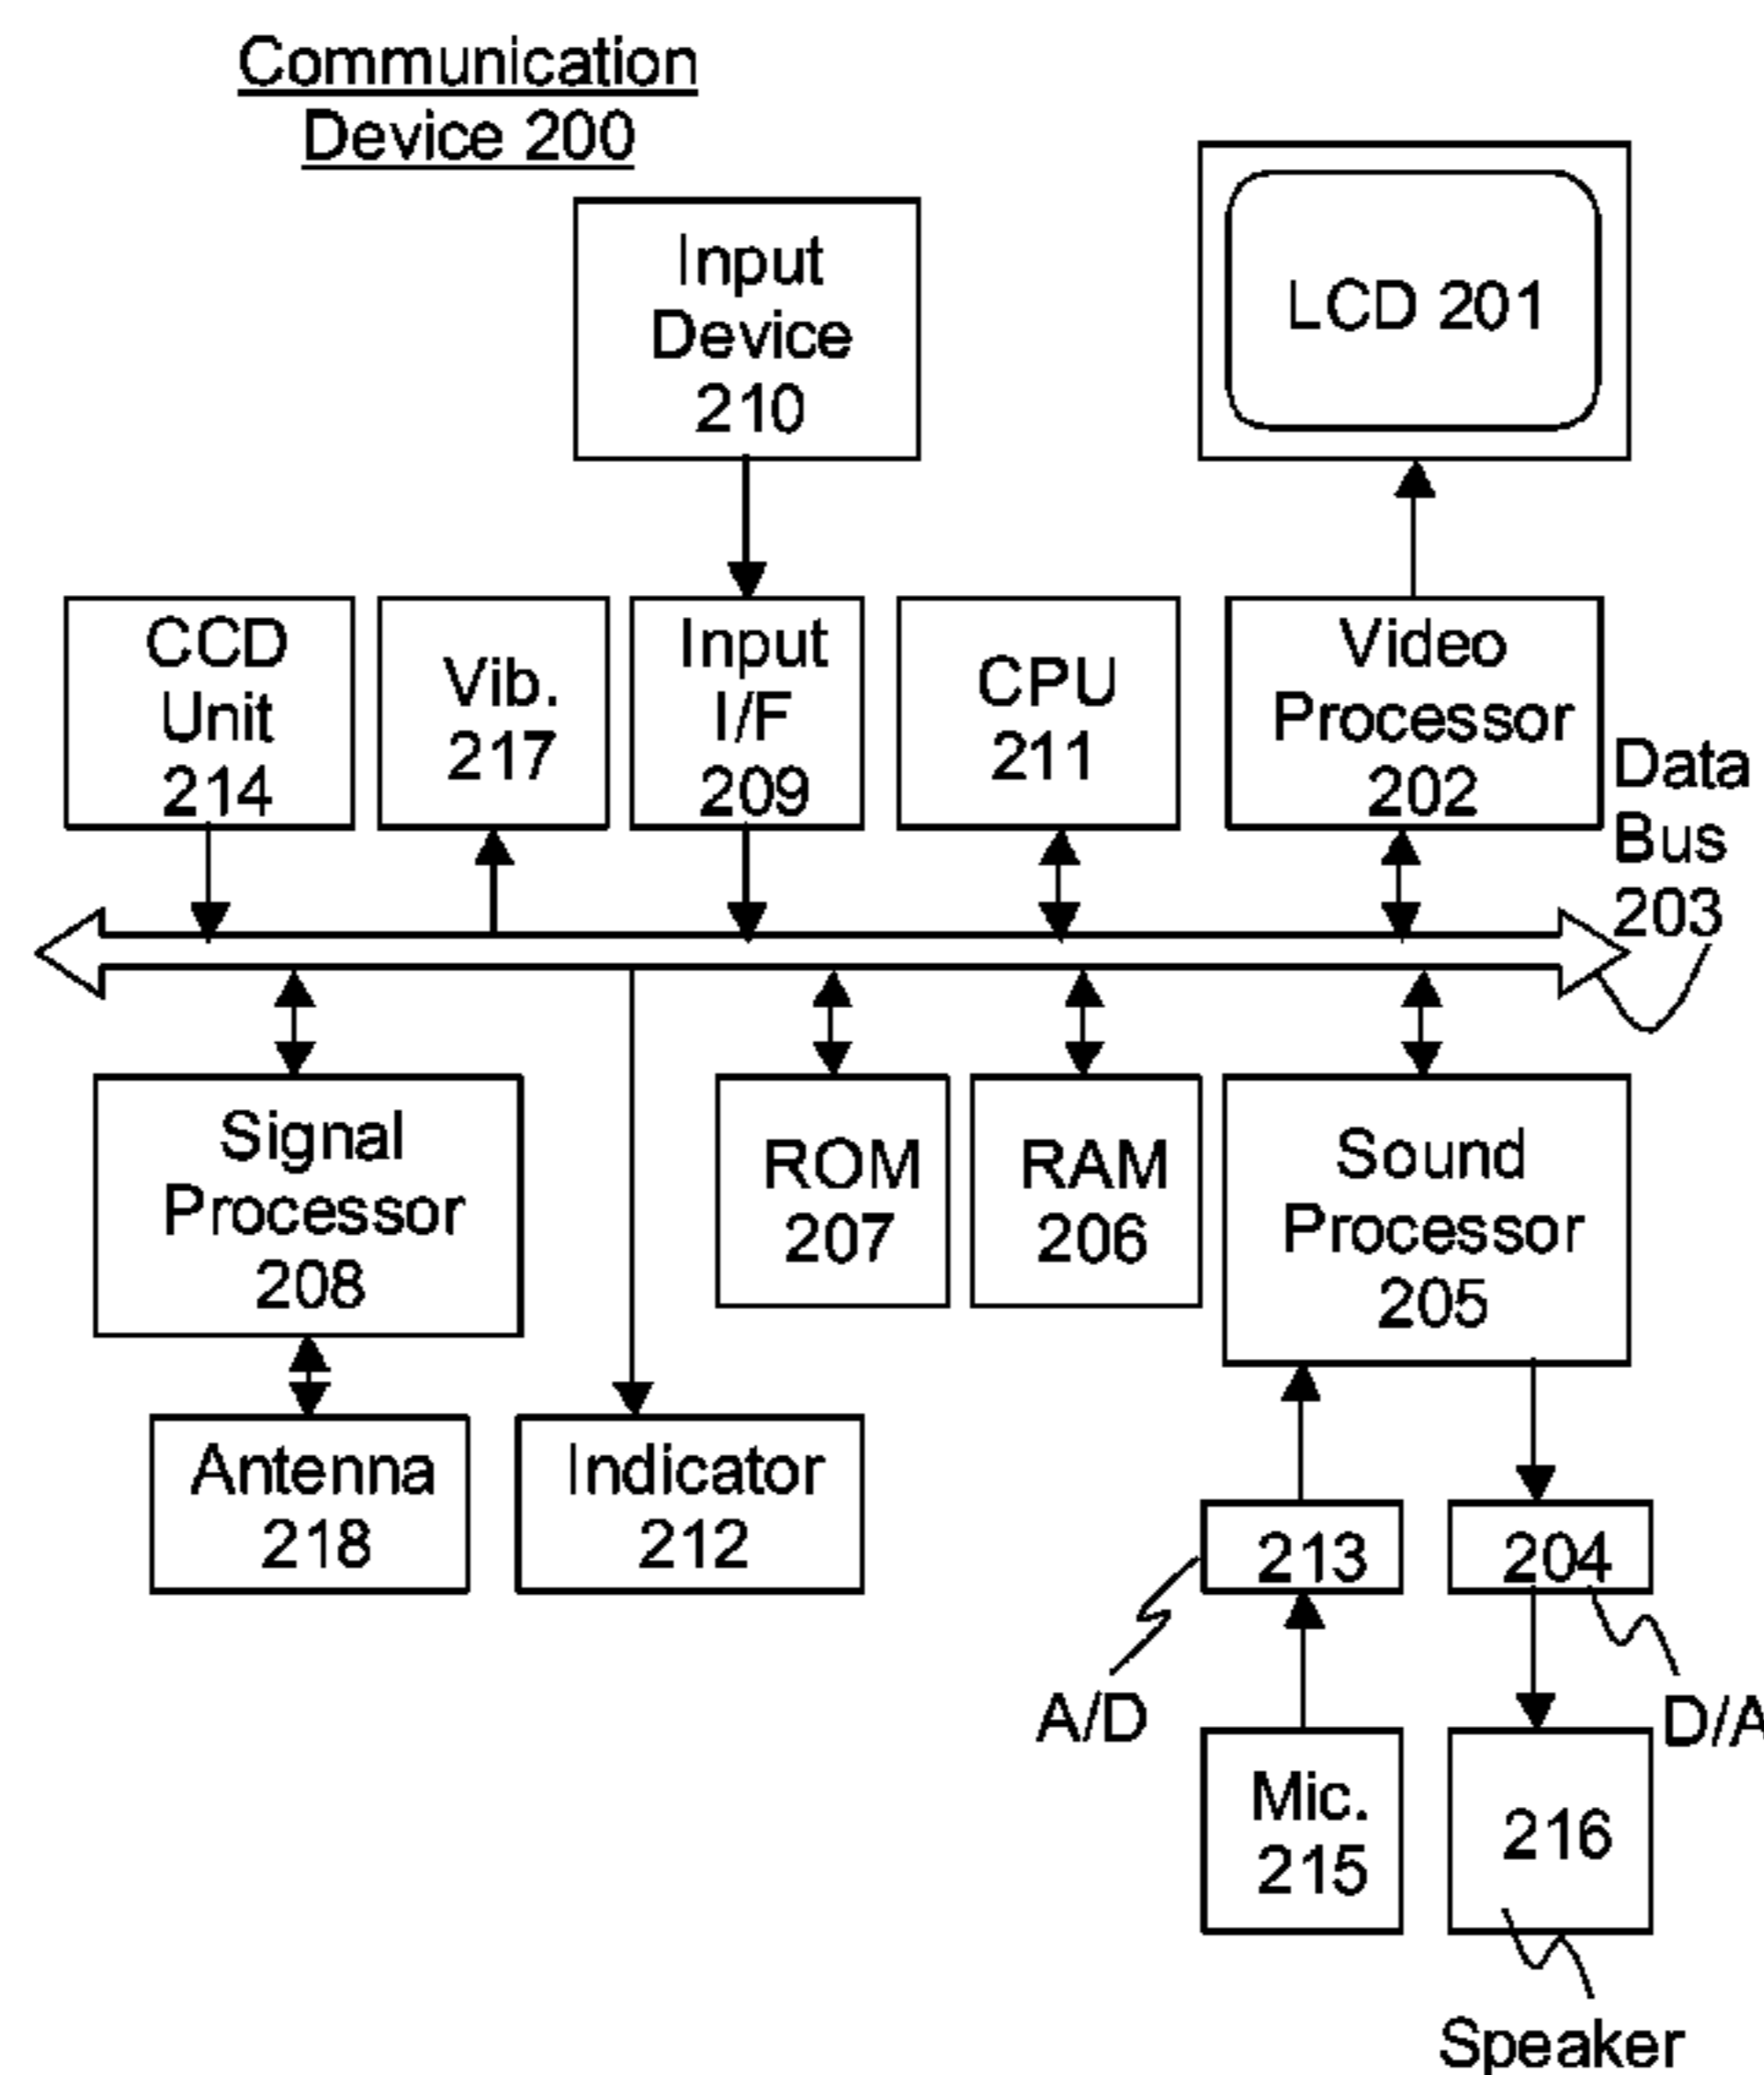 Communication
Device 200
Input
Device
210
LCD 201
CCD
Unit
214
Vib.
217
Input
I/F
209
CPU
211
Video
Processor
202
Data
Bus
203
Signal
Processor
208
ROM
207
RAM
206
Sound
Processor
205
Antenna
218
Indicator
212
213
204
A/D
D/A
Mic.
215
216
Speaker